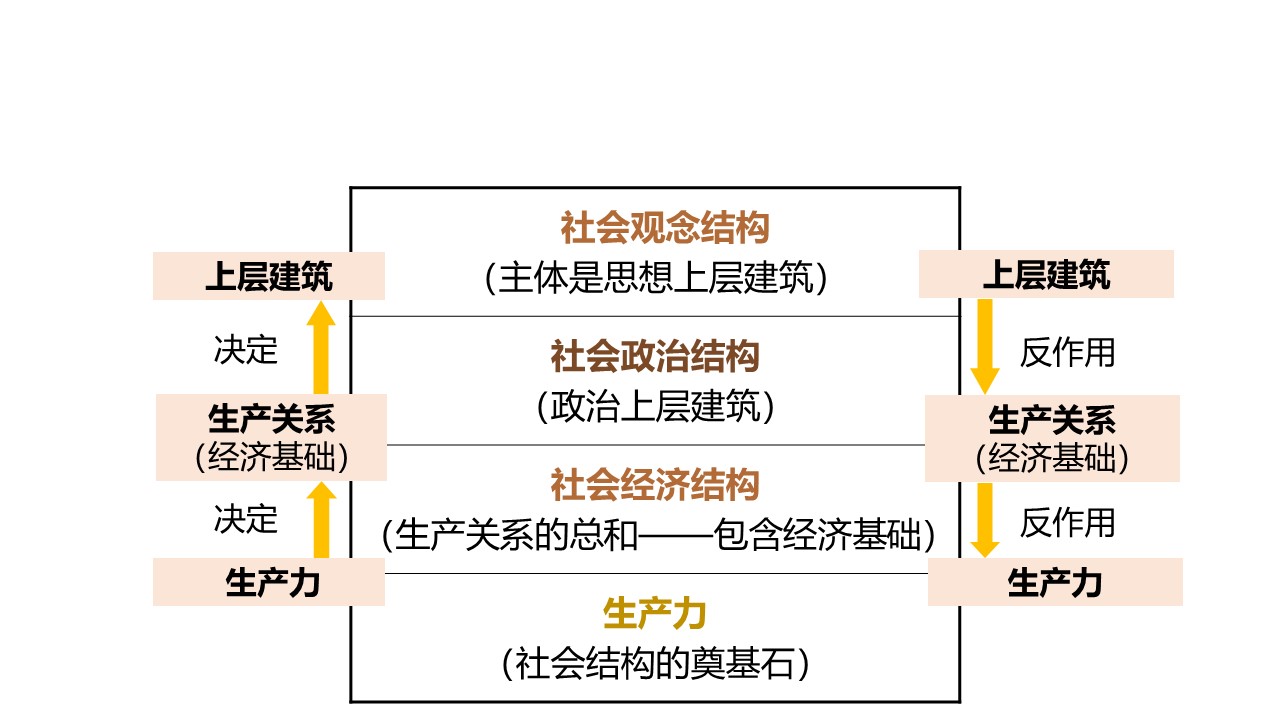 社会观念结构
(主体是思想上层建筑)
社会政治结构
(政治上层建筑)
社会经济结构
(生产关系的总和——包含经济基础)
生产力
(社会结构的奠基石)
上层建筑
决定
生产关系
(经济基础)
决定
生产力
上层建筑
反作用
生产关系
(经济基础)
反作用
生产力